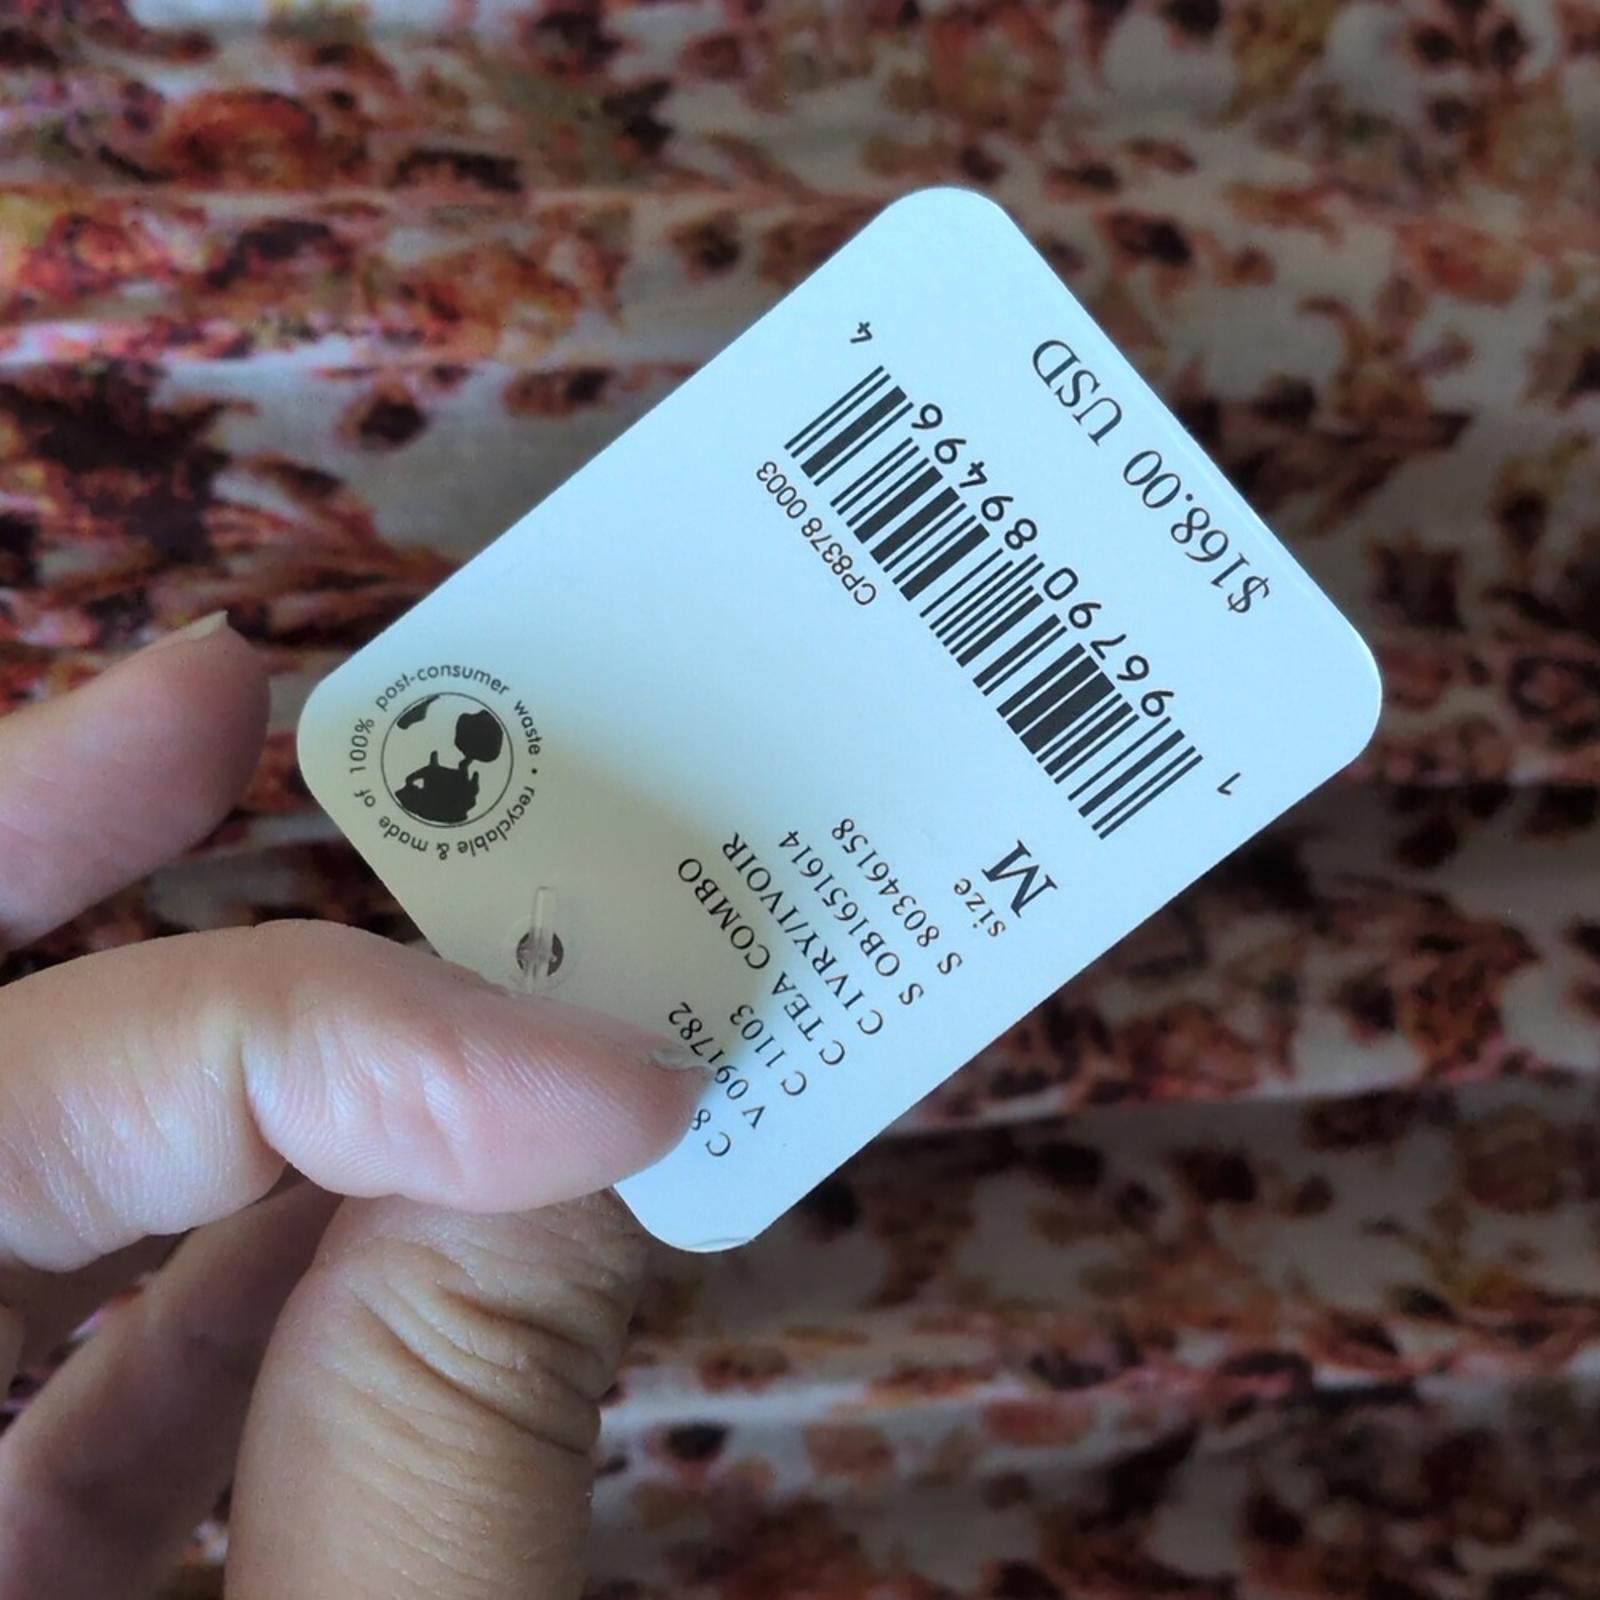 C 8
V 091782
C 1103
C TEA COMBO
C IVRY/IVOIR
S OB1651614
S 80346158
size
M
recyclable & made of 100% post-consumer waste •
CP8378 0003
1 96790 89496 4
$168.00 USD